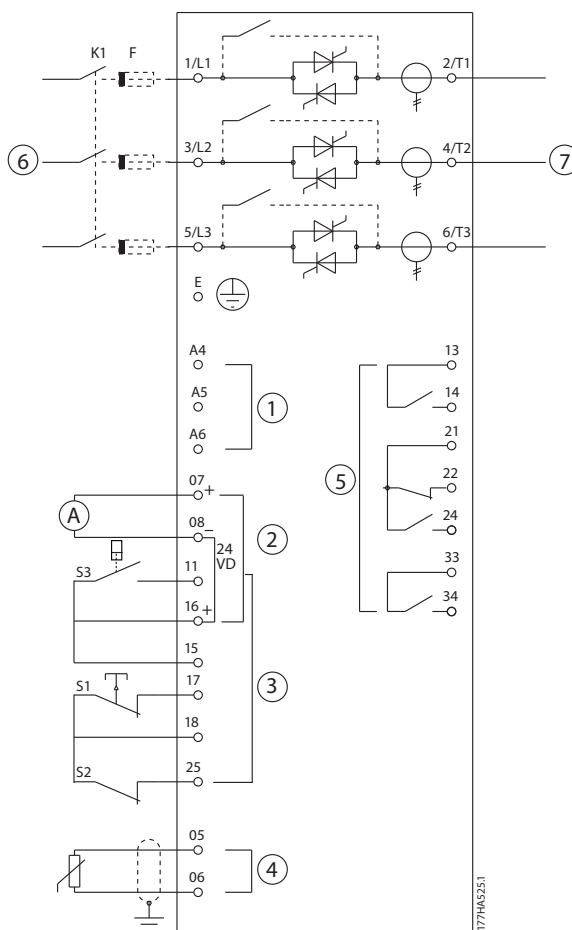 K1 F 1/L1 2/T1
6 3/L2 4/T2 7
5/L3 6/T3
E
A4 13
A5 1 14
A6 21
07 + 5 22
A 08 – 2 24
24
VD
S3 11 33
16 + 34
15
S1 17 3
18
S2 25
05
4
06
177HA525.1